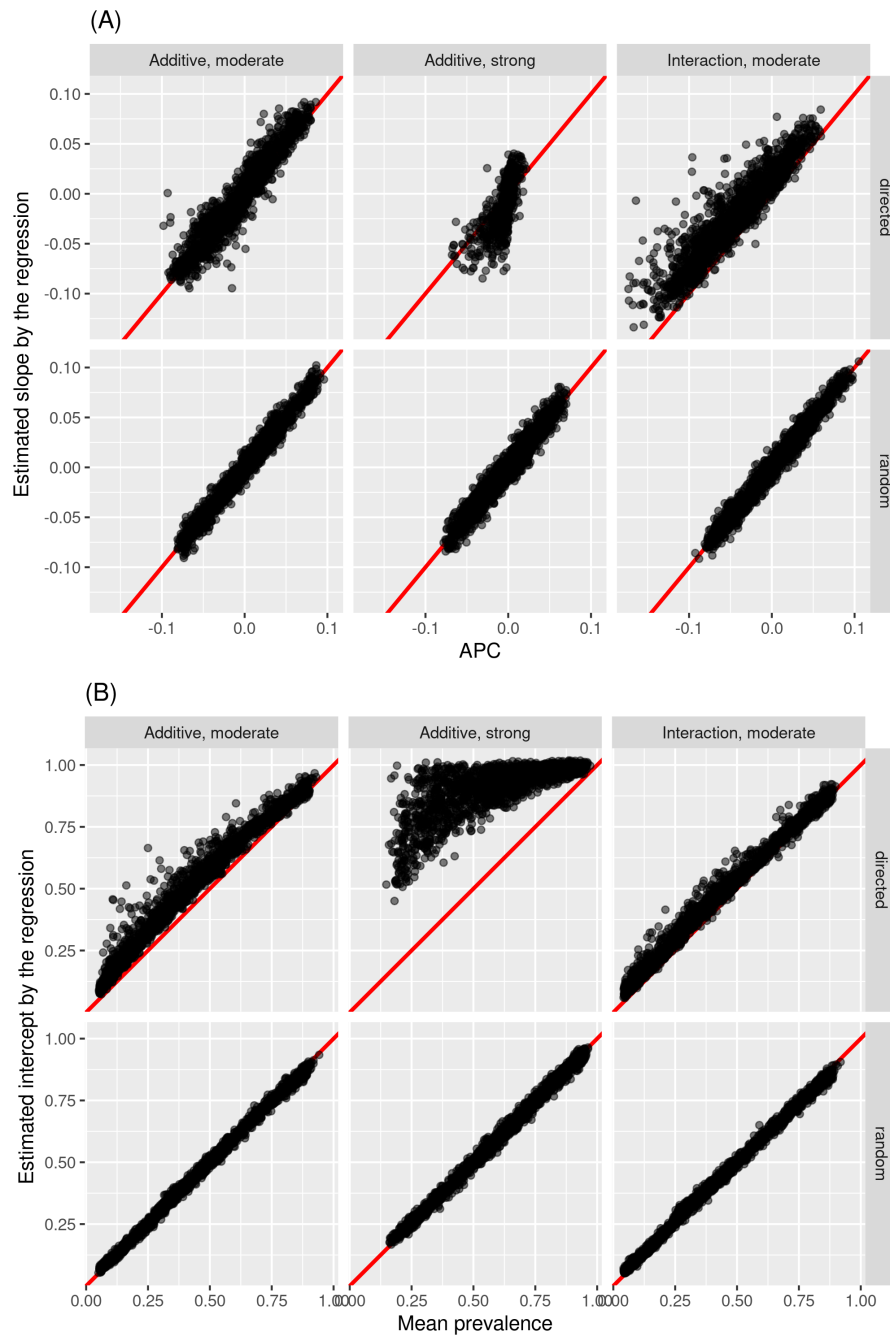 (A)
Additive, moderate
Additive, strong
Interaction, moderate
0.10
0.05
0.00
-0.05
-0.10
directed
0.10
0.05
0.00
-0.05
-0.10
random
Estimated slope by the regression
-0.1 0.0 0.1
-0.1 0.0 0.1
-0.1 0.0 0.1
APC
(B)
Additive, moderate
Additive, strong
Interaction, moderate
1.00
0.75
0.50
0.25
directed
1.00
0.75
0.50
0.25
random
Estimated intercept by the regression
0.00 0.25 0.50 0.75 1.00
0.00 0.25 0.50 0.75 1.00
0.00 0.25 0.50 0.75 1.00
Mean prevalence